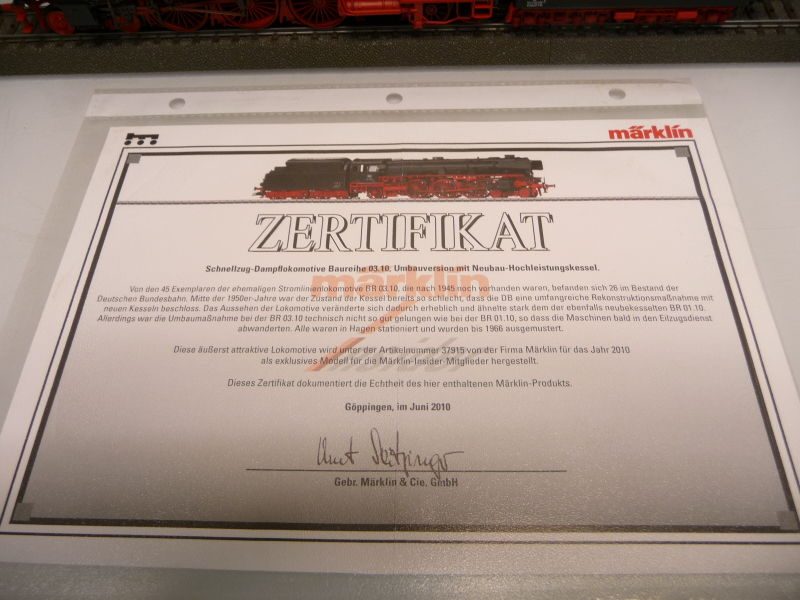 märklin
ZERTIFIKAT
Schnellzug-Dampflokomotive Baureihe 03.10. Umbauversion mit Neubau-Hochleistungskessel.
märklin
Von den 45 Exemplaren der ehemaligen Stromlinienlokomotive BR 03.10, die nach 1945 noch vorhanden waren, befanden sich 26 im Bestand der
Deutschen Bundesbahn. Mitte der 1950er-Jahre war der Zustand der Kessel bereits so schlecht, dass die DB eine umfangreiche Rekonstruktionsmaßnahme mit
neuen Kesseln beschloss. Das Aussehen der Lokomotive veränderte sich dadurch erheblich und ähnelte stark dem der ebenfalls neubekesselten BR 01.10.
Allerdings war die Umbaumaßnahme bei der BR 03.10 technisch nicht so gut gelungen wie bei der BR 01.10, so dass die Maschinen bald in den Eilzugsdienst
abwanderten. Alle waren in Hagen stationiert und wurden bis 1966 ausgemustert.
Diese äußerst attraktive Lokomotive wird unter der Artikelnummer 37915 von der Firma Märklin für das Jahr 2010
als exklusives Modell für die Märklin-Insider-Mitglieder hergestellt.
Dieses Zertifikat dokumentiert die Echtheit des hier enthaltenen Märklin-Produkts.
Göppingen, im Juni 2010
Gebr. Märklin & Cie. GmbH